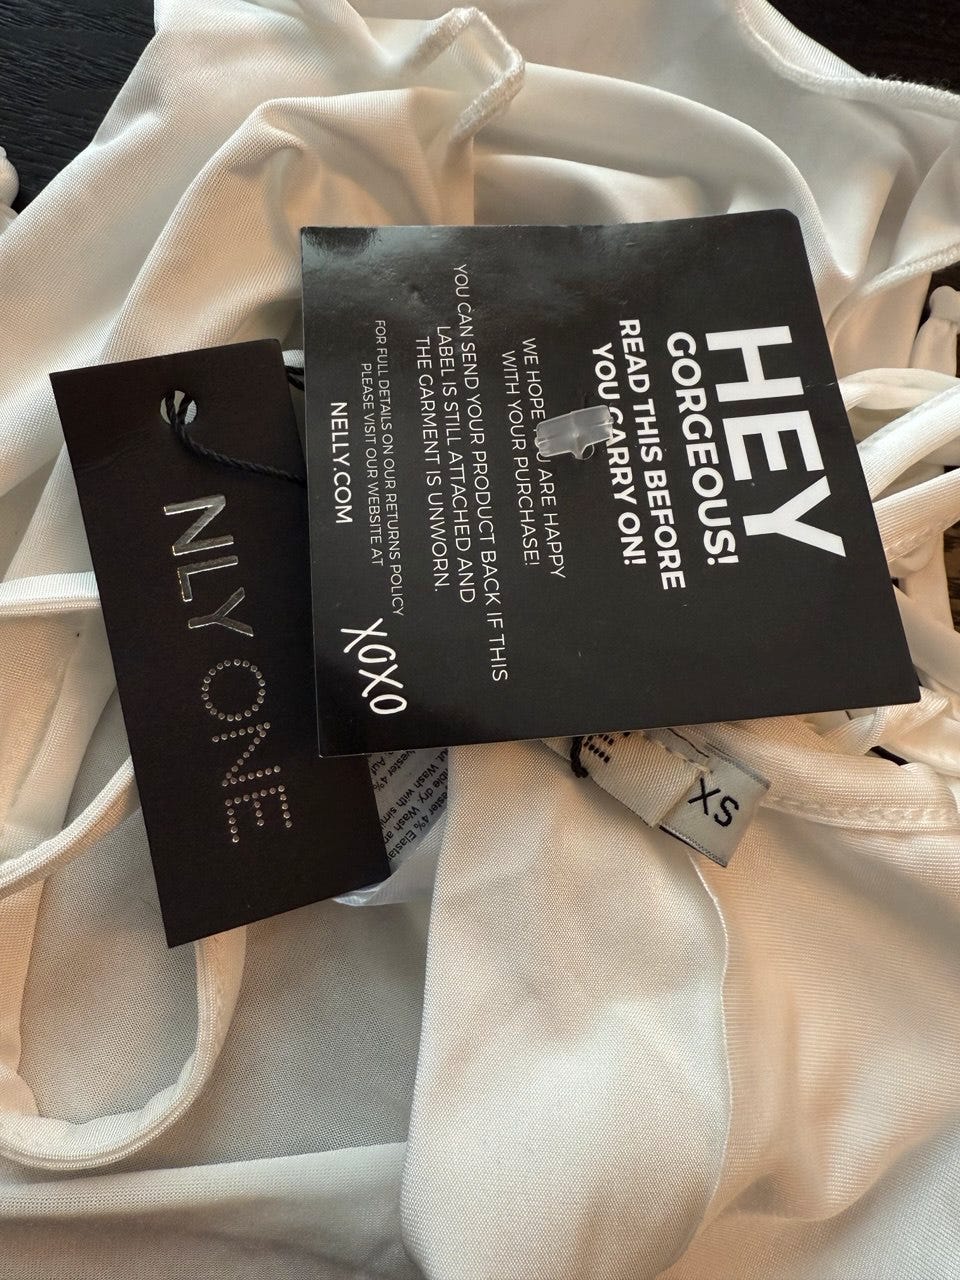 HEY
GORGEOUS!
READ THIS BEFORE
YOU CARRY ON!
WE HOPE ARE HAPPY
WITH YOUR PURCHASE!
YOU CAN SEND YOUR PRODUCT BACK IF THIS
LABEL IS STILL ATTACHED AND
THE GARMENT IS UNWORN.
FOR FULL DETAILS ON OUR RETURNS POLICY
PLEASE VISIT OUR WEBSITE AT
NELLY.COM
XOXO
NLY ONE
XS